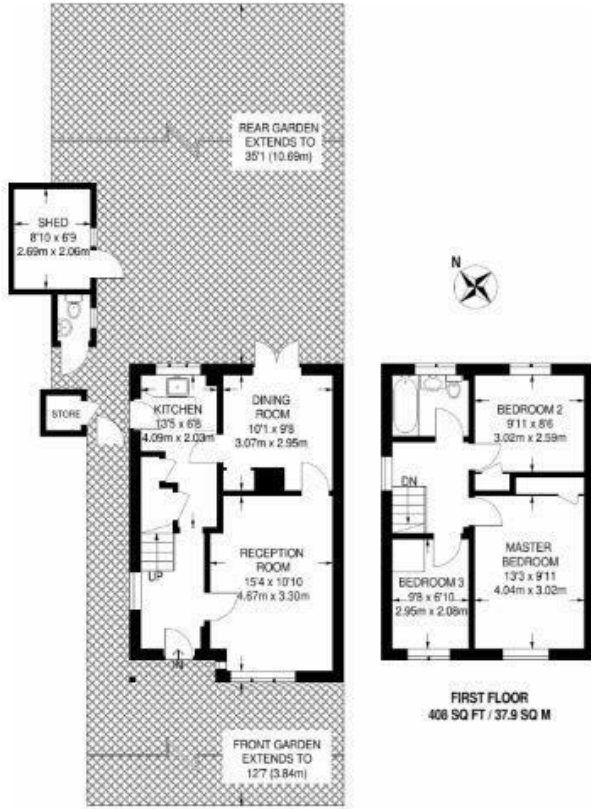 REAR GARDEN
EXTENDS TO
35'1 (10.69m)
SHED
8'10 x 6'9
2.69m x 2.06m
N
STORE
KITCHEN
13'5 x 6'8
4.09m x 2.03m
DINING
ROOM
10'1 x 9'8
3.07m x 2.95m
BEDROOM 2
9'11 x 8'6
3.02m x 2.59m
DN
UP
RECEPTION
ROOM
15'4 x 10'10
4.67m x 3.30m
MASTER
BEDROOM
13'3 x 9'11
4.04m x 3.02m
BEDROOM 3
9'8 x 6'10
2.95m x 2.08m
IN
FIRST FLOOR
408 SQ FT / 37.9 SQ M
FRONT GARDEN
EXTENDS TO
12'7 (3.84m)